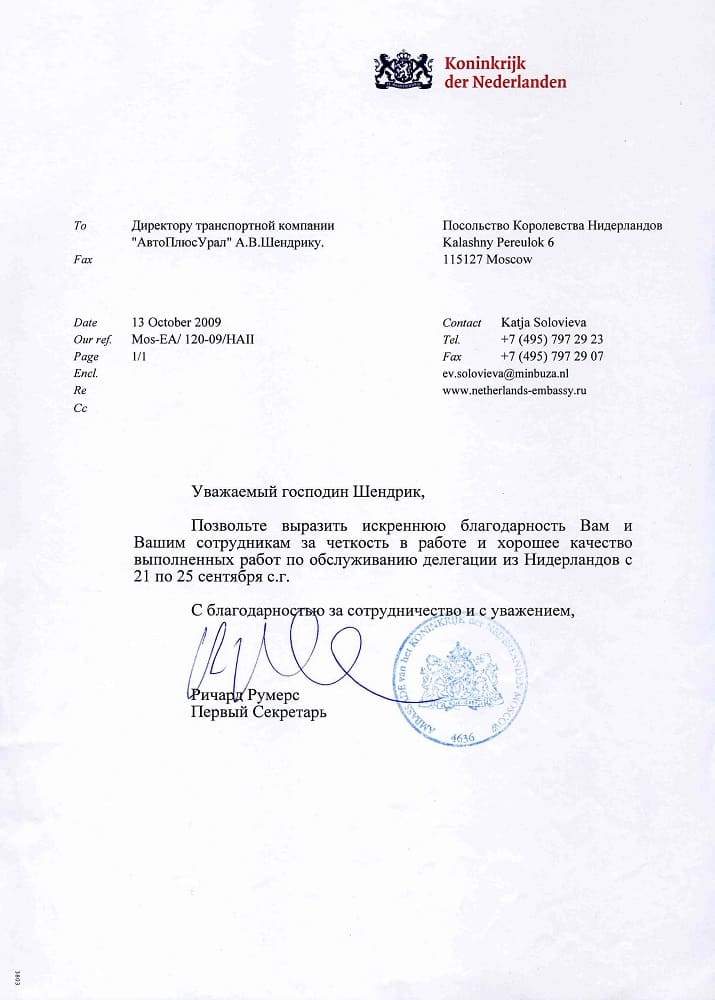 Koninkrijk
der Nederlanden
To Директору транспортной компании
"АвтоПлюсУрал" А.В.Шендрику.
Fax
Посольство Королевства Нидерландов
Kalashny Pereulok 6
115127 Moscow
Date 13 October 2009
Our ref. Mos-EA/ 120-09/HAII
Page 1/1
Encl.
Re
Cc
Contact Katja Solovieva
Tel. +7 (495) 797 29 23
Fax +7 (495) 797 29 07
ev.solovieva@minbuza.nl
www.netherlands-embassy.ru
Уважаемый господин Шендрик,
Позвольте выразить искреннюю благодарность Вам и
Вашим сотрудникам за четкость в работе и хорошее качество
выполненных работ по обслуживанию делегации из Нидерландов с
21 по 25 сентября с.г.
С благодарностью за сотрудничество и с уважением,
Ричард Румерс
Первый Секретарь
AMBASSADE van het KONINKRIJK der NEDERLANDEN MOSCOW
4636
3803